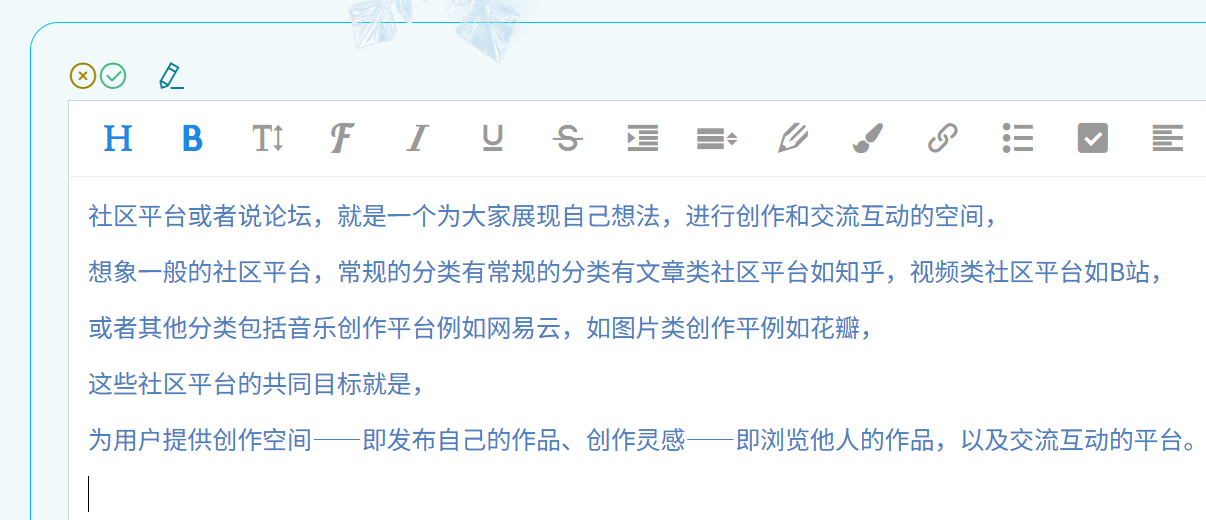 H B T F I U S
社区平台或者说论坛，就是一个为大家展现自己想法，进行创作和交流互动的空间，
想象一般的社区平台，常规的分类有常规的分类有文章类社区平台如知乎，视频类社区平台如B站，
或者其他分类包括音乐创作平台例如网易云，如图片类创作平例如花瓣，
这些社区平台的共同目标就是，
为用户提供创作空间——即发布自己的作品、创作灵感——即浏览他人的作品，以及交流互动的平台。